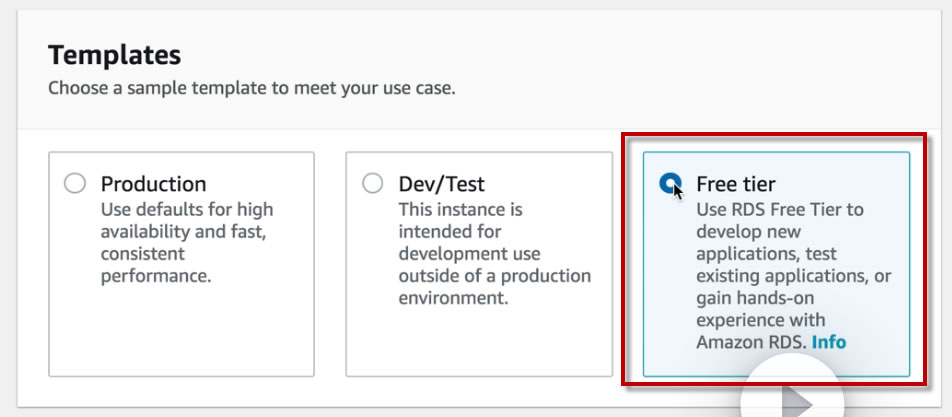 Templates
Choose a sample template to meet your use case.
Production
Use defaults for high
availability and fast,
consistent
performance.
Dev/Test
This instance is
intended for
development use
outside of a production
environment.
Free tier
Use RDS Free Tier to
develop new
applications, test
existing applications, or
gain hands-on
experience with
Amazon RDS. Info